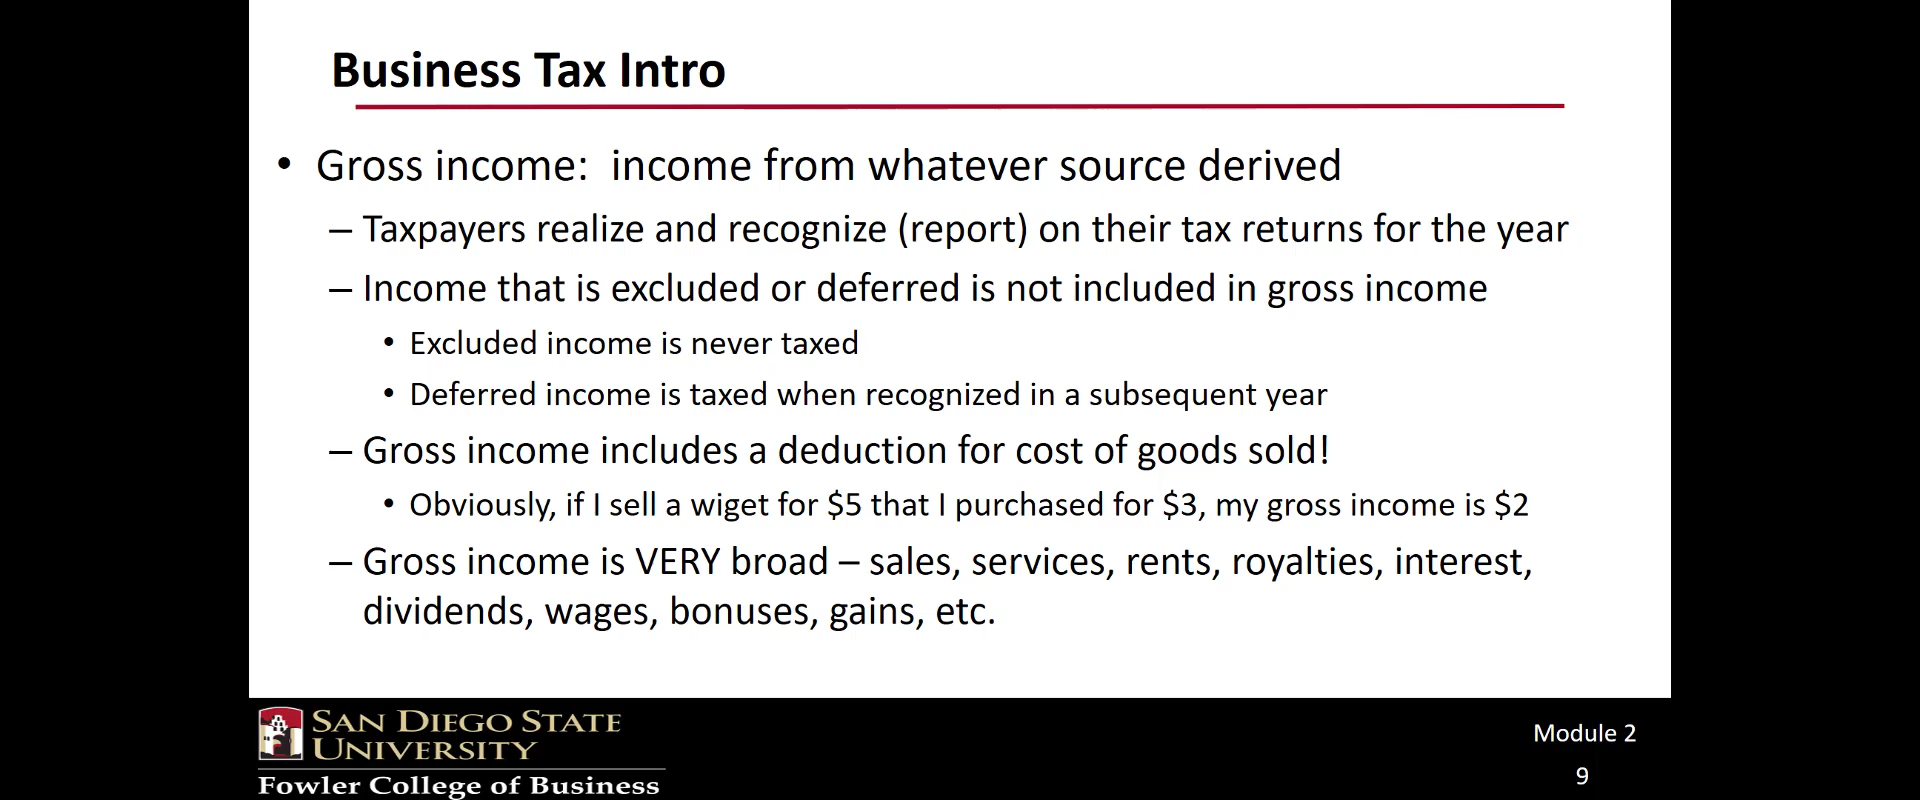 Business Tax Intro
• Gross income:  income from whatever source derived
– Taxpayers realize and recognize (report) on their tax returns for the year
– Income that is excluded or deferred is not included in gross income
• Excluded income is never taxed
• Deferred income is taxed when recognized in a subsequent year
– Gross income includes a deduction for cost of goods sold!
• Obviously, if I sell a wiget for $5 that I purchased for $3, my gross income is $2
– Gross income is VERY broad – sales, services, rents, royalties, interest,
dividends, wages, bonuses, gains, etc.
SAN DIEGO STATE
UNIVERSITY
Fowler College of Business
Module 2
9